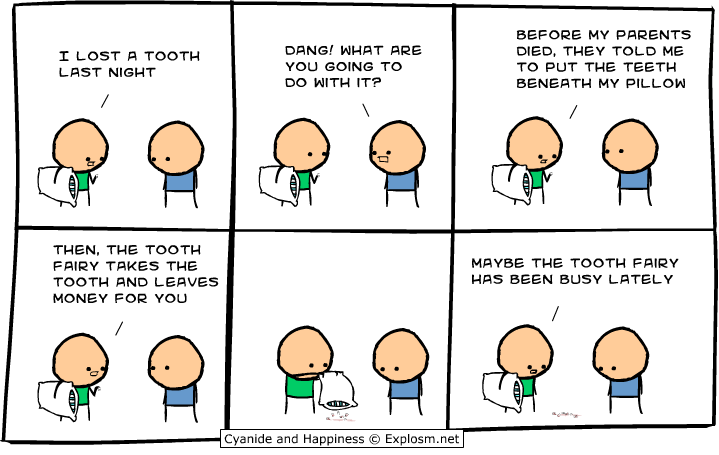 I LOST A TOOTH
LAST NIGHT
DANG! WHAT ARE
YOU GOING TO
DO WITH IT?
BEFORE MY PARENTS
DIED, THEY TOLD ME
TO PUT THE TEETH
BENEATH MY PILLOW
THEN, THE TOOTH
FAIRY TAKES THE
TOOTH AND LEAVES
MONEY FOR YOU
MAYBE THE TOOTH FAIRY
HAS BEEN BUSY LATELY
Cyanide and Happiness © Explosm.net